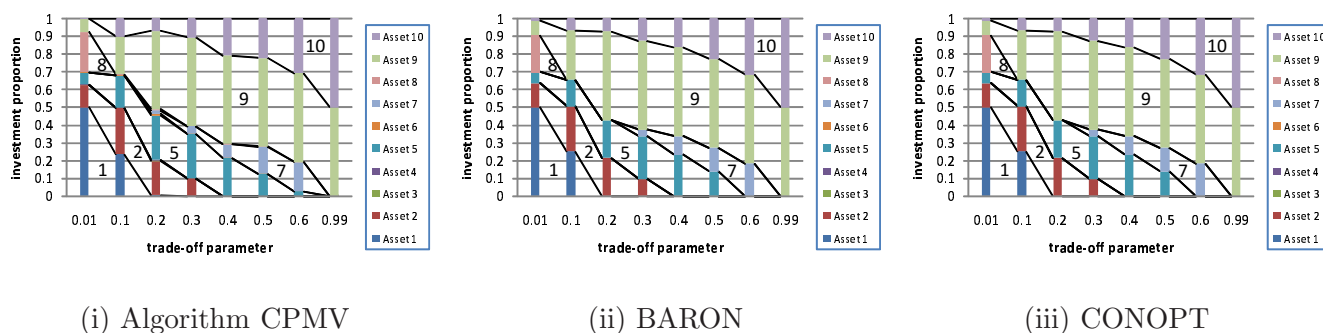 investment proportion
1
0.9
0.8
0.7
0.6
0.5
0.4
0.3
0.2
0.1
0
10
8
9
2
5
1
7
0.01 0.1 0.2 0.3 0.4 0.5 0.6 0.99
trade-off parameter
Asset 10
Asset 9
Asset 8
Asset 7
Asset 6
Asset 5
Asset 4
Asset 3
Asset 2
Asset 1
(i) Algorithm CPMV
investment proportion
1
0.9
0.8
0.7
0.6
0.5
0.4
0.3
0.2
0.1
0
10
8
9
2
5
1
7
0.01 0.1 0.2 0.3 0.4 0.5 0.6 0.99
trade-off parameter
Asset 10
Asset 9
Asset 8
Asset 7
Asset 6
Asset 5
Asset 4
Asset 3
Asset 2
Asset 1
(ii) BARON
investment proportion
1
0.9
0.8
0.7
0.6
0.5
0.4
0.3
0.2
0.1
0
10
8
9
2
5
1
7
0.01 0.1 0.2 0.3 0.4 0.5 0.6 0.99
trade-off parameter
Asset 10
Asset 9
Asset 8
Asset 7
Asset 6
Asset 5
Asset 4
Asset 3
Asset 2
Asset 1
(iii) CONOPT